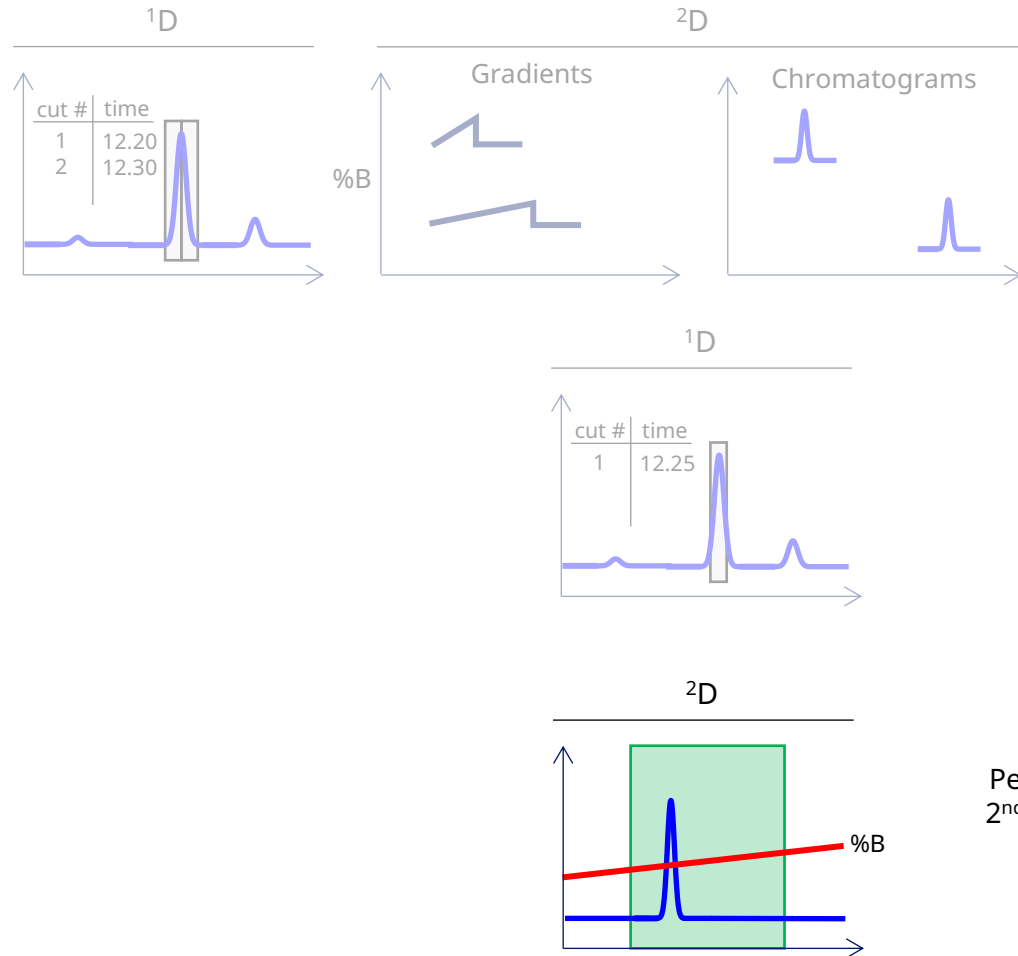 ¹D
²D
Gradients
Chromatograms
cut # time
1 12.20
2 12.30
%B
¹D
cut # time
1 12.25
²D
%B